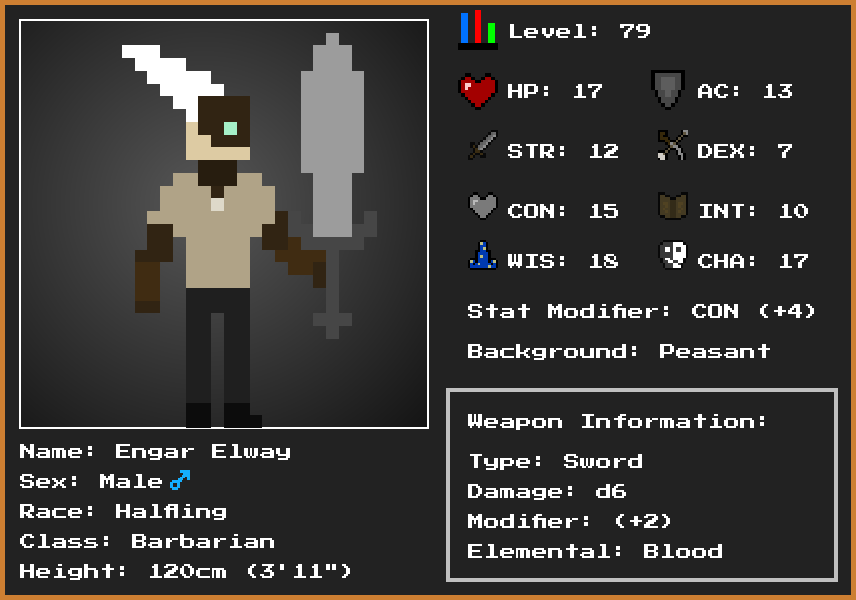 Level: 79
HP: 17 AC: 13
STR: 12 DEX: 7
CON: 15 INT: 10
WIS: 18 CHA: 17
Stat Modifier: CON (+4)
Background: Peasant
Weapon Information:
Type: Sword
Damage: d6
Modifier: (+2)
Elemental: Blood
Name: Engar Elway
Sex: Male ♂
Race: Halfling
Class: Barbarian
Height: 120cm (3'11")